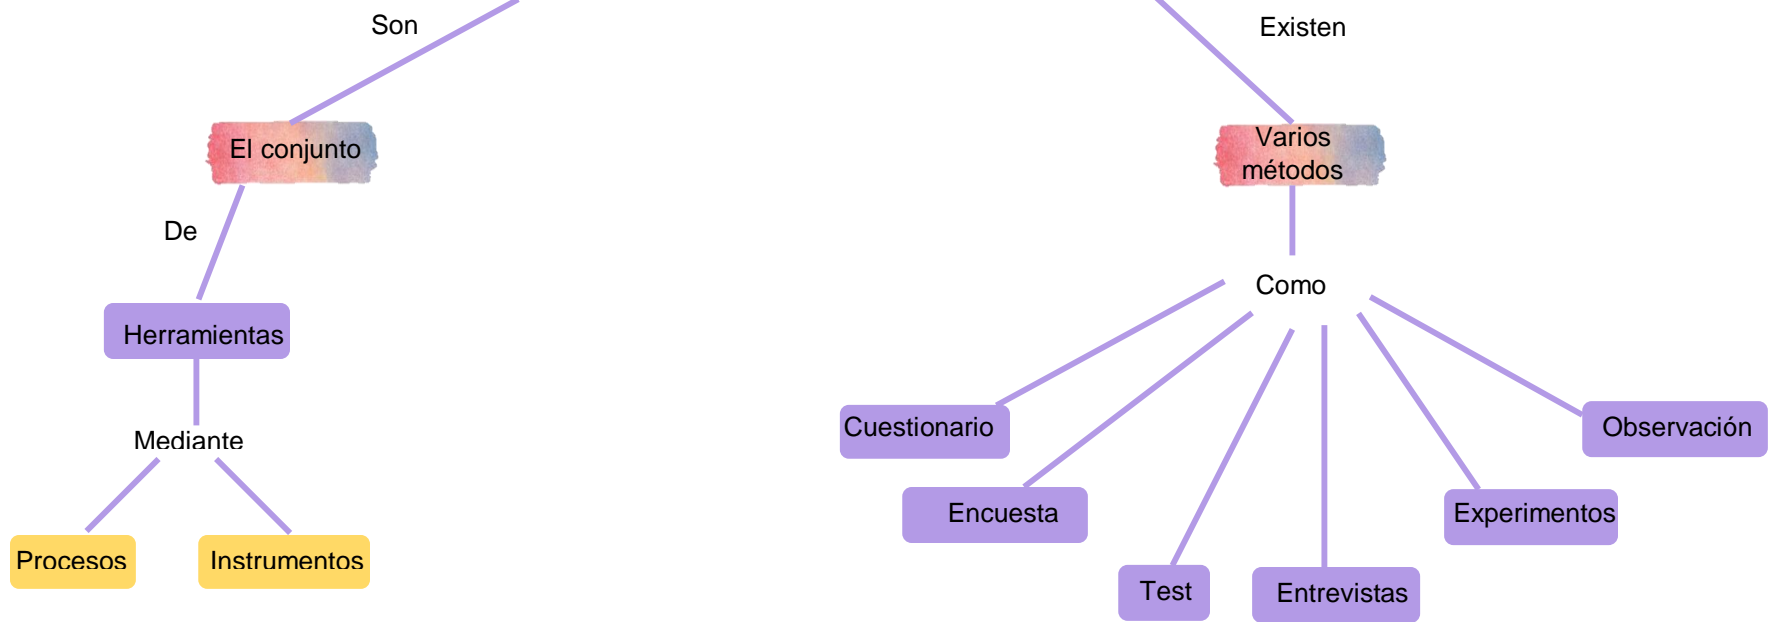 Son
Existen
El conjunto
Varios
métodos
De
Como
Herramientas
Mediante
Cuestionario
Observación
Encuesta
Experimentos
Procesos
Instrumentos
Test
Entrevistas